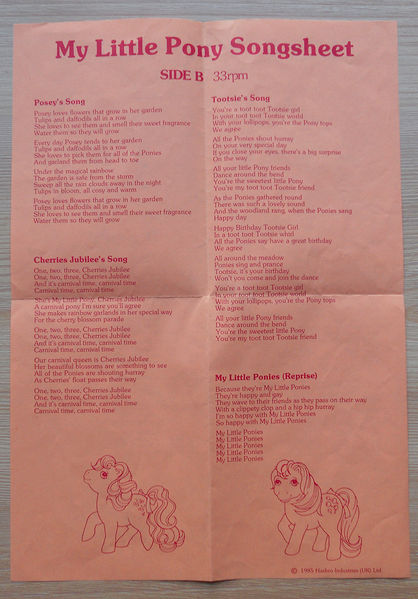 My Little Pony Songsheet
SIDE B 33rpm
Posey's Song
Posey loves flowers that grow in her garden
Tulips and daffodils all in a row
She loves to see them and smell their sweet fragrance
Water them so they will grow
Every day Posey tends to her garden
Tulips and daffodils all in a row
She loves to pick them for all of the Ponies
And garland them from head to toe
Under the magical rainbow
The garden is safe from the storm
Sweep all the rain clouds away in the night
Tulips in bloom, all cosy and warm
Posey loves flowers that grow in her garden
Tulips and daffodils all in a row
She loves to see them and smell their sweet fragrance
Water them so they will grow
Cherries Jubilee's Song
One, two, three, Cherries Jubilee
One, two, three, Cherries Jubilee
And it's carnival time, carnival time
Carnival time, carnival time
She's My Little Pony, Cherries Jubilee
A carnival pony I'm sure you'll agree
She makes rainbow garlands in her special way
For the cherry blossom parade
One, two, three, Cherries Jubilee
One, two, three, Cherries Jubilee
And it's carnival time, carnival time
Carnival time, carnival time
Our carnival queen is Cherries Jubilee
Her beautiful blossoms are something to see
All of the Ponies are shouting hurray
As Cherries' float passes their way
One, two, three, Cherries Jubilee
One, two, three, Cherries Jubilee
And it's carnival time, carnival time
Carnival time, carnival time
Tootsie's Song
You're a toot toot Tootsie girl
In your toot toot Tootsie world
With your lollipops, you're the Pony tops
We agree
All the Ponies shout hurray
On your very special day
If you close your eyes, there's a big surprise
On the way
All your little Pony friends
Dance around the bend
You're the sweetest little Pony
You're my toot toot Tootsie friend
As the Ponies gathered round
There was such a lovely sound
And the woodland rang, when the Ponies sang
Happy day
Happy Birthday Tootsie Girl
In a toot toot Tootsie whirl
All the Ponies say have a great birthday
We agree
All around the meadow
Ponies sing and prance
Tootsie, it's your birthday
Won't you come and join the dance
You're a toot toot Tootsie girl
In your toot toot Tootsie world
With your lollipops, you're the Pony tops
We agree
All your little Pony Friends
Dance around the bend
You're the sweetest little Pony
You're my toot toot Tootsie friend
My Little Ponies (Reprise)
Because they're My Little Ponies
They're happy and gay
They wave to their friends as they pass on their way
With a clippety clop and a hip hip hurray
I'm so happy with My Little Ponies
So happy with My Little Ponies
My Little Ponies
My Little Ponies
My Little Ponies
My Little Ponies
My Little Ponies
© 1985 Hasbro Industries (UK) Ltd.